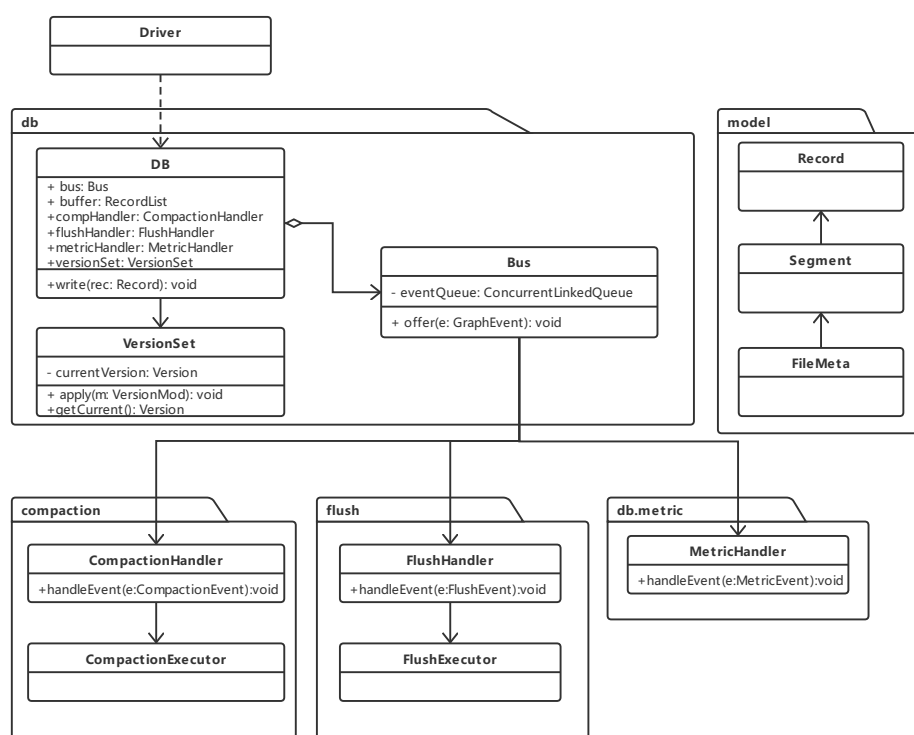 Driver
db
DB
+ bus: Bus
+ buffer: RecordList
+compHandler: CompactionHandler
+flushHandler: FlushHandler
+metricHandler: MetricHandler
+versionSet: VersionSet
+write(rec: Record): void
VersionSet
- currentVersion: Version
+ apply(m: VersionMod): void
+getCurrent(): Version
Bus
- eventQueue: ConcurrentLinkedQueue
+ offer(e: GraphEvent): void
model
Record
Segment
FileMeta
compaction
CompactionHandler
+handleEvent(e:CompactionEvent):void
CompactionExecutor
flush
FlushHandler
+handleEvent(e:FlushEvent):void
FlushExecutor
db.metric
MetricHandler
+handleEvent(e:MetricEvent):void